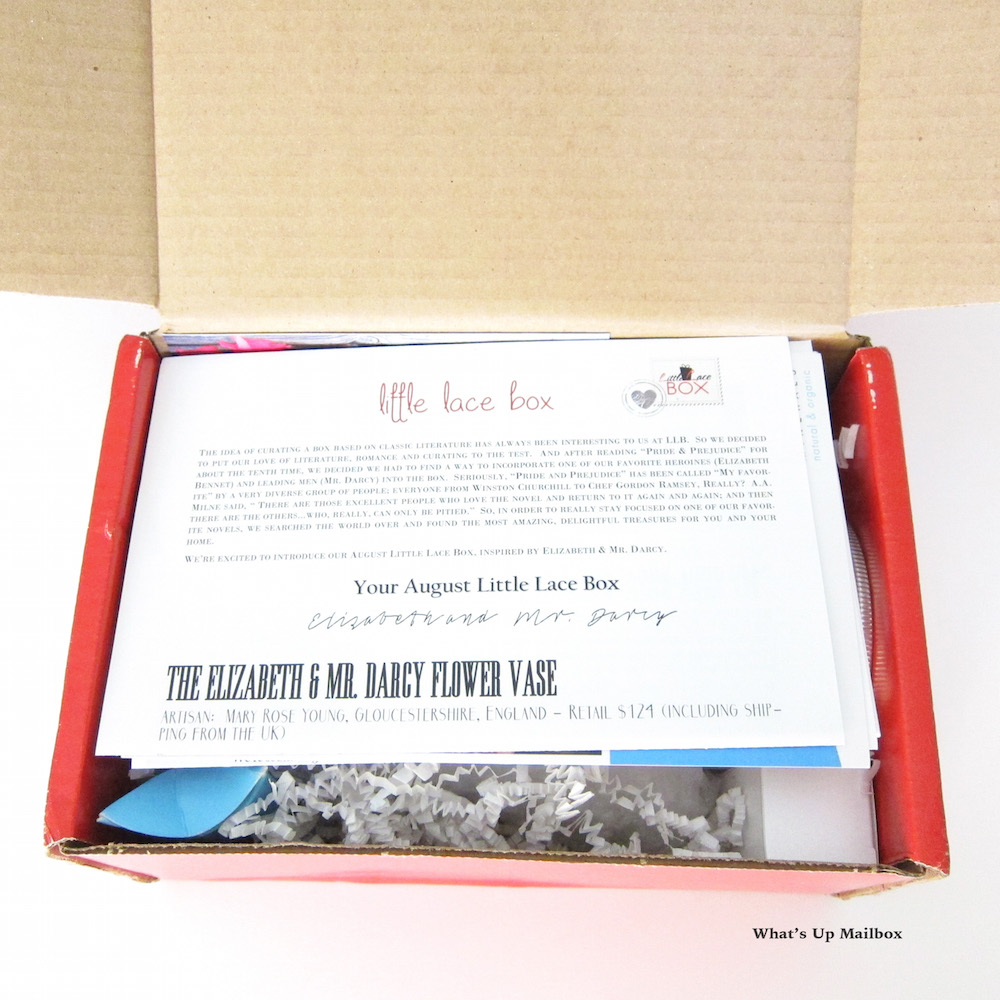 little lace box
Little Lace
BOX
THE IDEA OF CURATING A BOX BASED ON CLASSIC LITERATURE HAS ALWAYS BEEN INTERESTING TO US AT LLB. SO WE DECIDED
TO PUT OUR LOVE OF LITERATURE, ROMANCE AND CURATING TO THE TEST. AND AFTER READING “PRIDE & PREJUDICE” FOR
ABOUT THE TENTH TIME, WE DECIDED WE HAD TO FIND A WAY TO INCORPORATE ONE OF OUR FAVORITE HEROINES (ELIZABETH
BENNET) AND LEADING MEN (MR. DARCY) INTO THE BOX. SERIOUSLY, “PRIDE AND PREJUDICE” HAS BEEN CALLED “MY FAVOR-
ITE” BY A VERY DIVERSE GROUP OF PEOPLE; EVERYONE FROM WINSTON CHURCHILL TO CHEF GORDON RAMSEY, REALLY? A.A.
MILNE SAID, “ THERE ARE THOSE EXCELLENT PEOPLE WHO LOVE THE NOVEL AND RETURN TO IT AGAIN AND AGAIN; AND THEN
THERE ARE THE OTHERS...WHO, REALLY, CAN ONLY BE PITIED.” SO, IN ORDER TO REALLY STAY FOCUSED ON ONE OF OUR FAVOR-
ITE NOVELS, WE SEARCHED THE WORLD OVER AND FOUND THE MOST AMAZING, DELIGHTFUL TREASURES FOR YOU AND YOUR
HOME.
WE’RE EXCITED TO INTRODUCE OUR AUGUST LITTLE LACE BOX, INSPIRED BY ELIZABETH & MR. DARCY.
Your August Little Lace Box
Elizabeth and Mr. Darcy
THE ELIZABETH & MR. DARCY FLOWER VASE
ARTISAN: MARY ROSE YOUNG, GLOUCESTERSHIRE, ENGLAND – RETAIL $124 (INCLUDING SHIP-
PING FROM THE UK)
natural & organic
What’s Up Mailbox